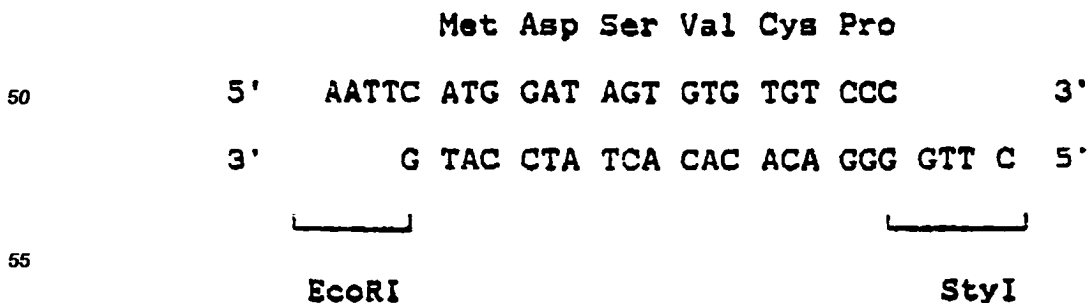 Met Asp Ser Val Cys Pro
50 5' AATTC ATG GAT AGT GTG TGT CCC 3'
3' G TAC CTA TCA CAC ACA GGG GTT C 5'
55
EcoRI StyI